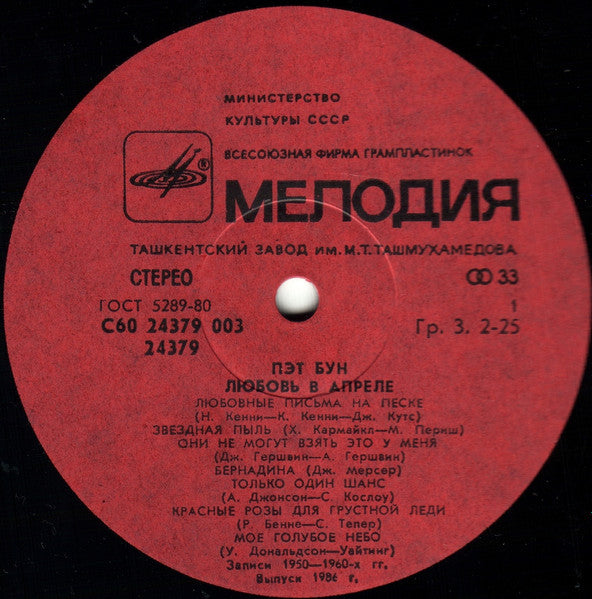 МИНИСТЕРСТВО
КУЛЬТУРЫ СССР
ВСЕСОЮЗНАЯ ФИРМА ГРАМПЛАСТИНОК
®
МЕЛОДИЯ
ТАШКЕНТСКИЙ ЗАВОД ИМ. М.Т. ТАШМУХАМЕДОВА
СТЕРЕО 33
ГОСТ 5289-80 1
С60 24379 003 Гр. 3. 2-25
24379
ПЭТ БУН
ЛЮБОВЬ В АПРЕЛЕ
ЛЮБОВНЫЕ ПИСЬМА НА ПЕСКЕ
(Н. Кенни—К. Кенни—Дж. Кутс)
ЗВЕЗДНАЯ ПЫЛЬ (Х. Кармайкл—М. Периш)
ОНИ НЕ МОГУТ ВЗЯТЬ ЭТО У МЕНЯ
(Дж. Гершвин—А. Гершвин)
БЕРНАДИНА (Дж. Мерсер)
ТОЛЬКО ОДИН ШАНС
(А. Джонсон—С. Кослоу)
КРАСНЫЕ РОЗЫ ДЛЯ ГРУСТНОЙ ЛЕДИ
(Р. Бенне—С. Тепер)
МОЕ ГОЛУБОЕ НЕБО
(У. Дональдсон—Уайтинг)
Записи 1950—1960-х гг.
Выпуск 1986 г.